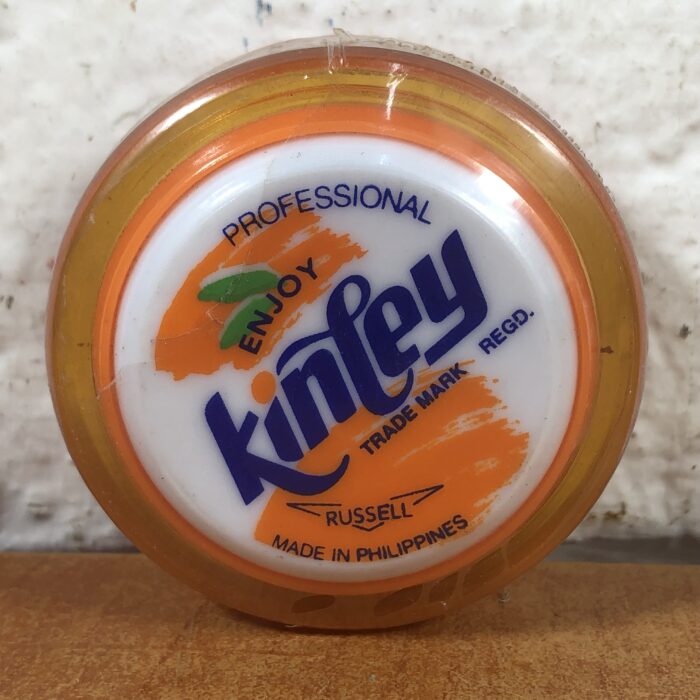 PROFESSIONAL
ENJOY
kinley
TRADE MARK REGD.
RUSSELL
MADE IN PHILIPPINES